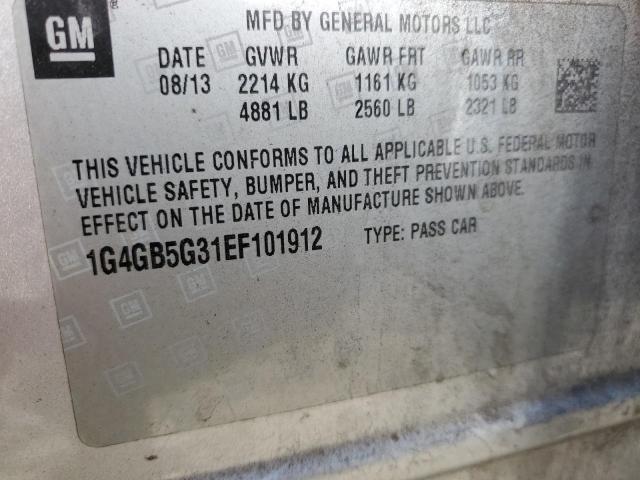 GM
MFD BY GENERAL MOTORS LLC
DATE GVWR GAWR FRT GAWR RR
08/13 2214 KG 1161 KG 1053 KG
4881 LB 2560 LB 2321 LB
THIS VEHICLE CONFORMS TO ALL APPLICABLE U.S. FEDERAL MOTOR
VEHICLE SAFETY, BUMPER, AND THEFT PREVENTION STANDARDS IN
EFFECT ON THE DATE OF MANUFACTURE SHOWN ABOVE.
1G4GB5G31EF101912 TYPE: PASS CAR